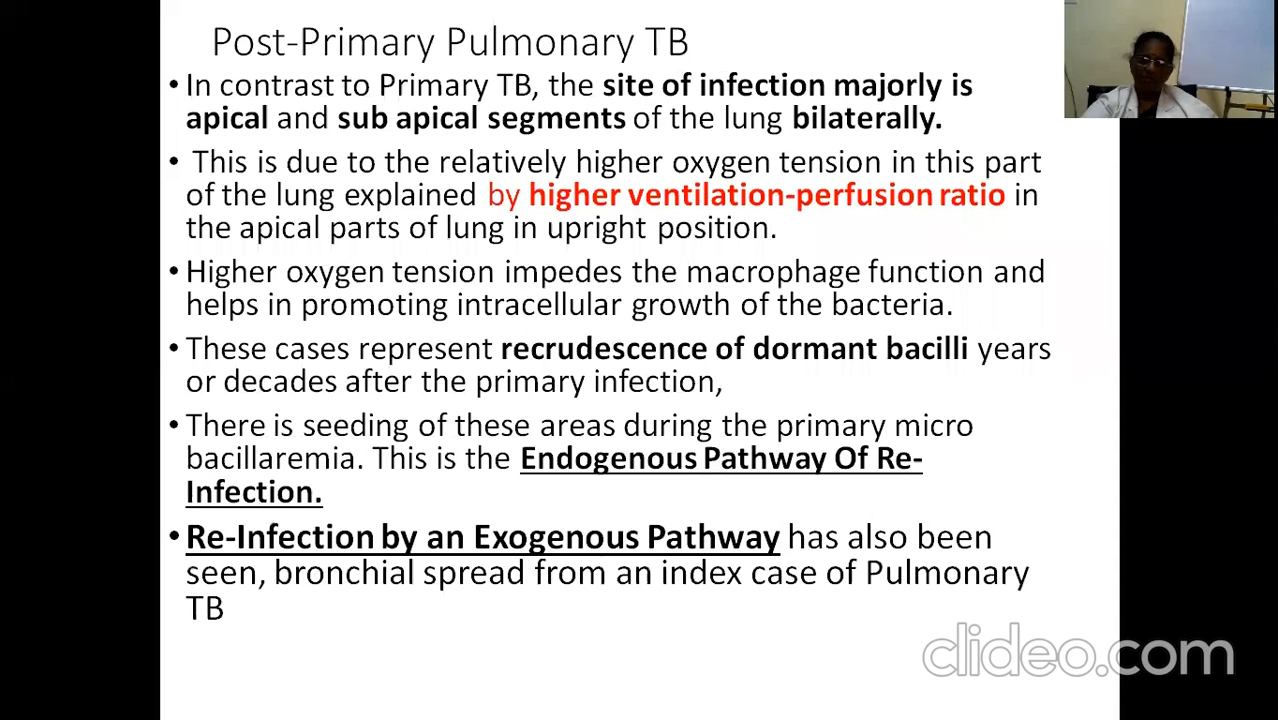 Post-Primary Pulmonary TB
• In contrast to Primary TB, the site of infection majorly is
apical and sub apical segments of the lung bilaterally.
• This is due to the relatively higher oxygen tension in this part
of the lung explained by higher ventilation-perfusion ratio in
the apical parts of lung in upright position.
• Higher oxygen tension impedes the macrophage function and
helps in promoting intracellular growth of the bacteria.
• These cases represent recrudescence of dormant bacilli years
or decades after the primary infection,
• There is seeding of these areas during the primary micro
bacillaremia. This is the Endogenous Pathway Of Re-
Infection.
• Re-Infection by an Exogenous Pathway has also been
seen, bronchial spread from an index case of Pulmonary
TB
clideo.com